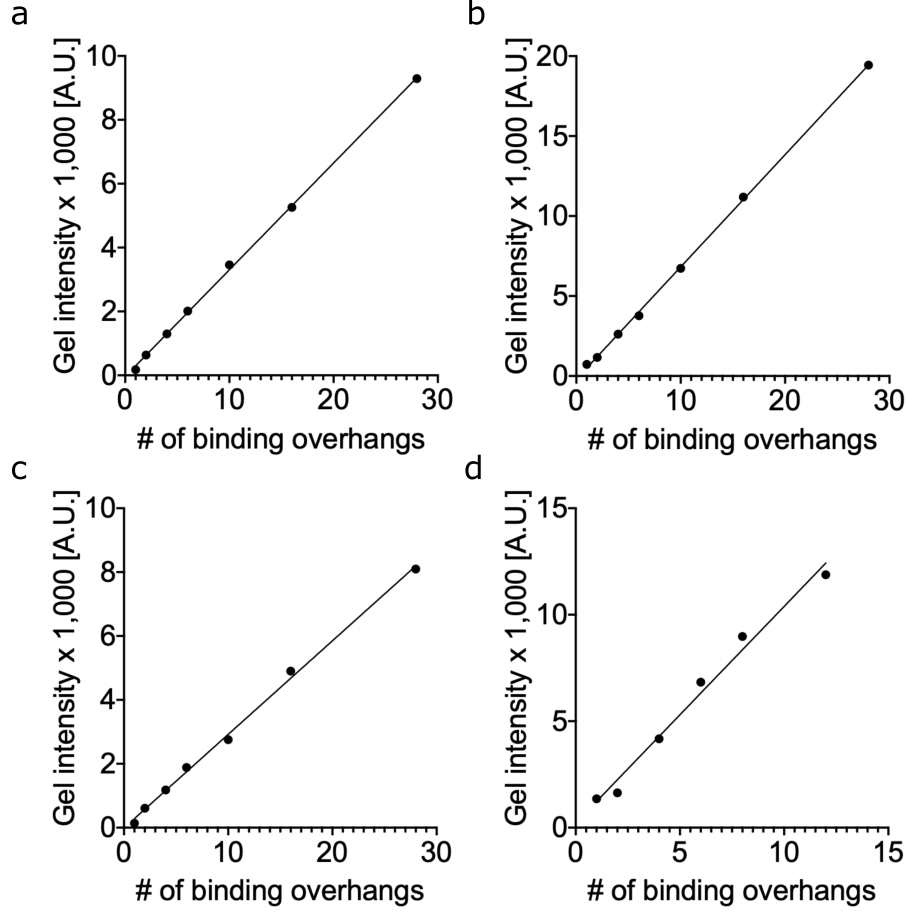 a
Gel intensity x 1,000 [A.U.]
10
8
6
4
2
0
0 10 20 30
# of binding overhangs
b
Gel intensity x 1,000 [A.U.]
20
15
10
5
0
0 10 20 30
# of binding overhangs
c
Gel intensity x 1,000 [A.U.]
10
8
6
4
2
0
0 10 20 30
# of binding overhangs
d
Gel intensity x 1,000 [A.U.]
15
10
5
0
0 5 10 15
# of binding overhangs